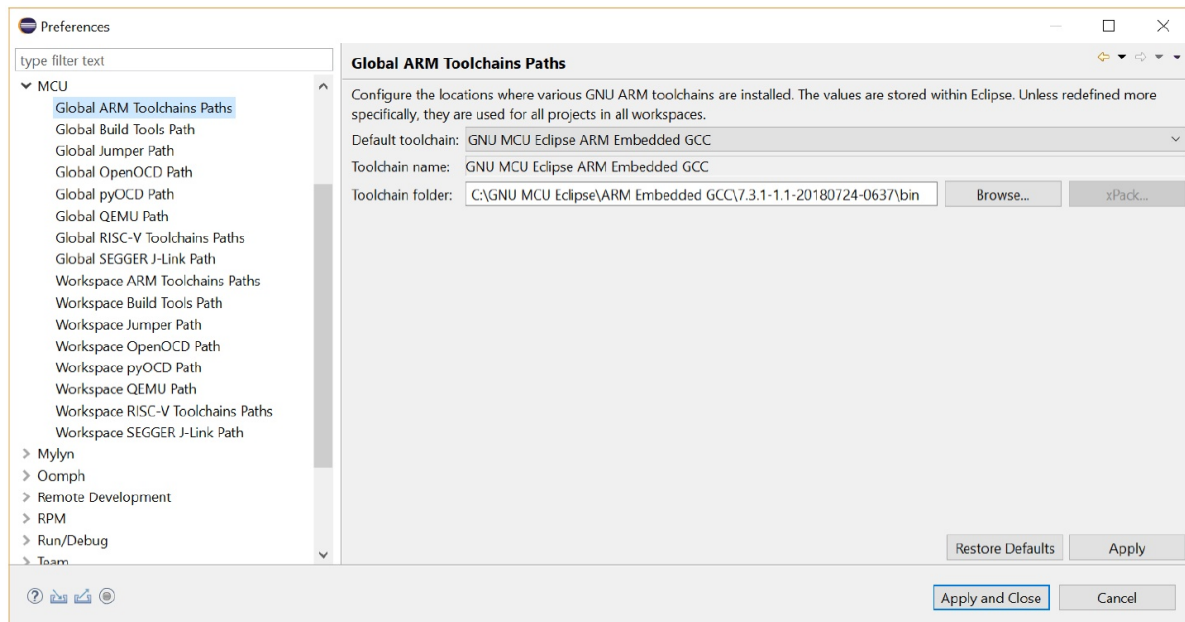 Preferences
type filter text
MCU
Global ARM Toolchains Paths
Global Build Tools Path
Global Jumper Path
Global OpenOCD Path
Global pyOCD Path
Global QEMU Path
Global RISC-V Toolchains Paths
Global SEGGER J-Link Path
Workspace ARM Toolchains Paths
Workspace Build Tools Path
Workspace Jumper Path
Workspace OpenOCD Path
Workspace pyOCD Path
Workspace QEMU Path
Workspace RISC-V Toolchains Paths
Workspace SEGGER J-Link Path
Mylyn
Oomph
Remote Development
RPM
Run/Debug
Team
Global ARM Toolchains Paths
Configure the locations where various GNU ARM toolchains are installed. The values are stored within Eclipse. Unless redefined more
specifically, they are used for all projects in all workspaces.
Default toolchain: GNU MCU Eclipse ARM Embedded GCC
Toolchain name: GNU MCU Eclipse ARM Embedded GCC
Toolchain folder: C:\GNU MCU Eclipse\ARM Embedded GCC\7.3.1-1.1-20180724-0637\bin Browse... xPack...
Restore Defaults Apply
Apply and Close Cancel